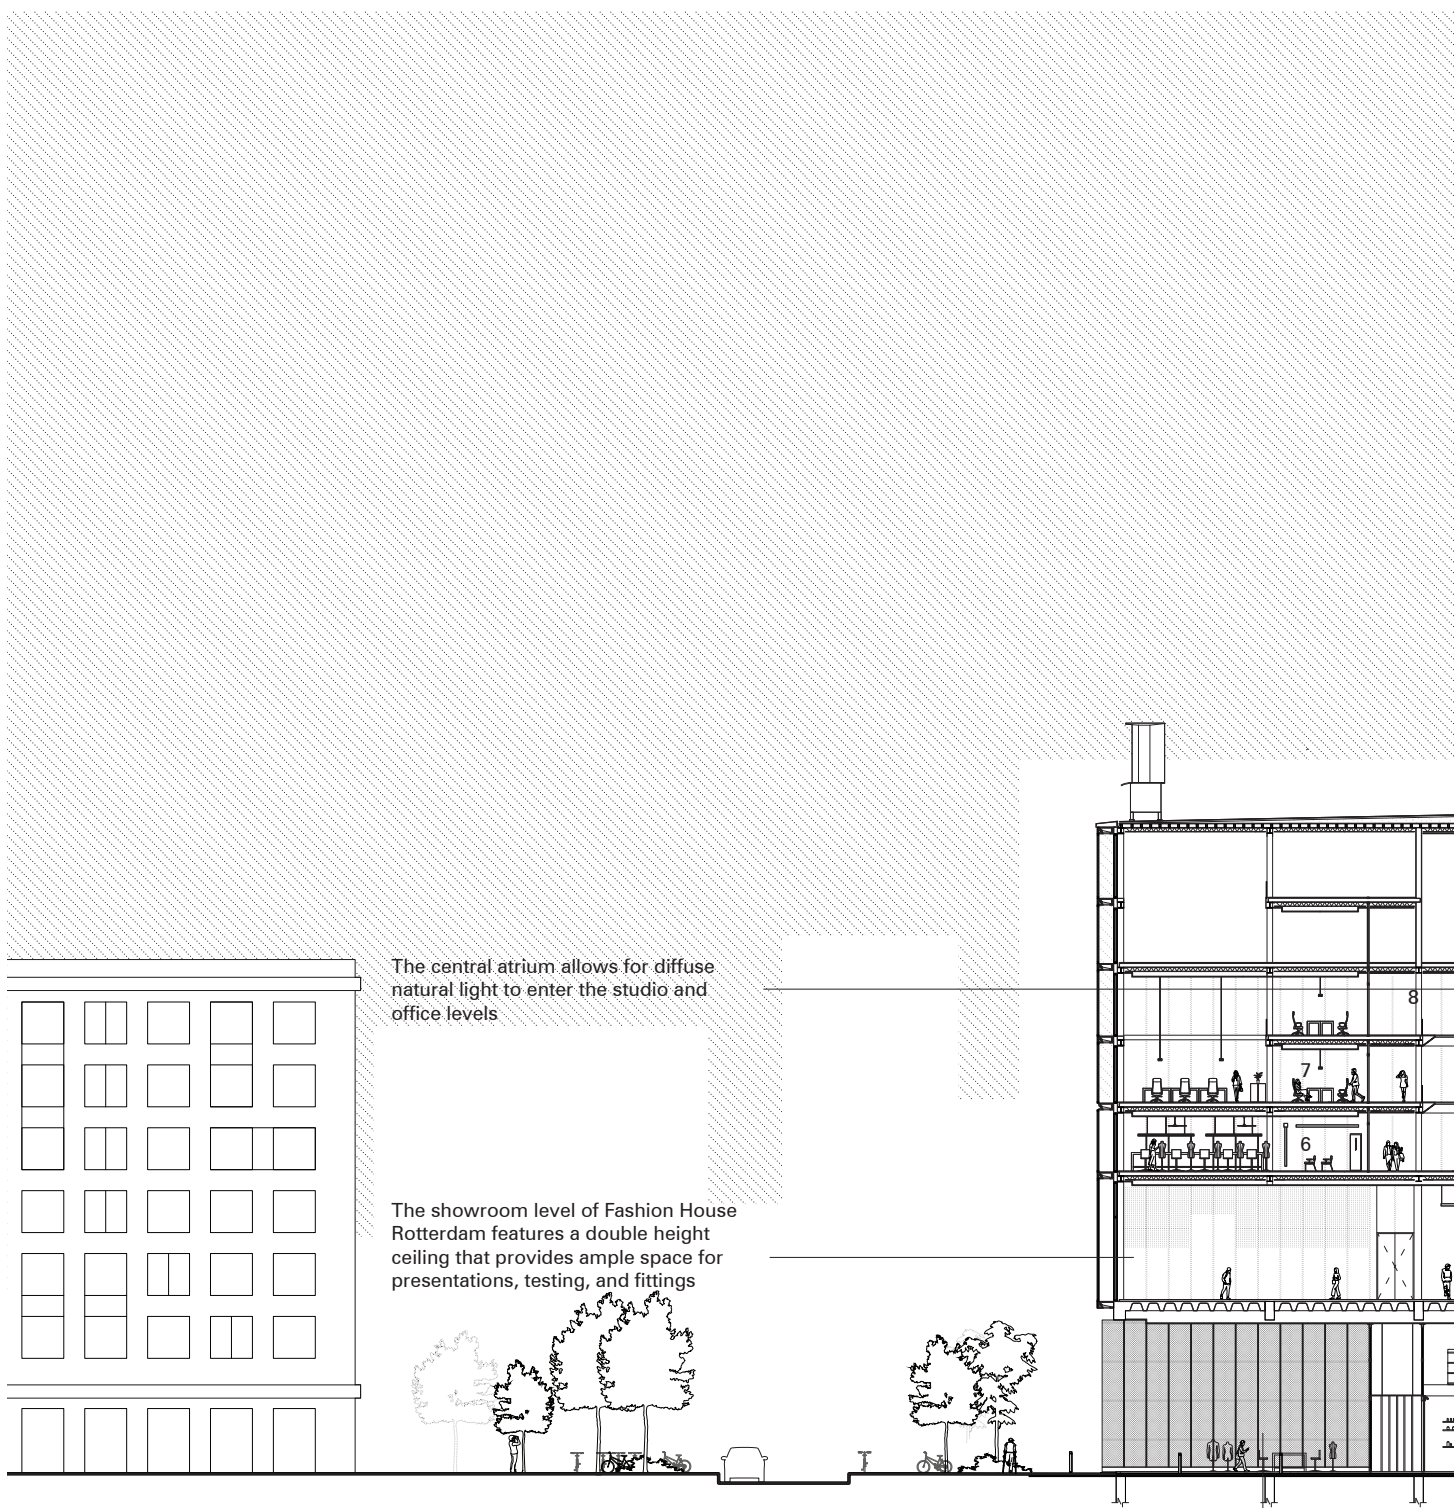 The central atrium allows for diffuse
natural light to enter the studio and
office levels
8
7
6
The showroom level of Fashion House
Rotterdam features a double height
ceiling that provides ample space for
presentations, testing, and fittings